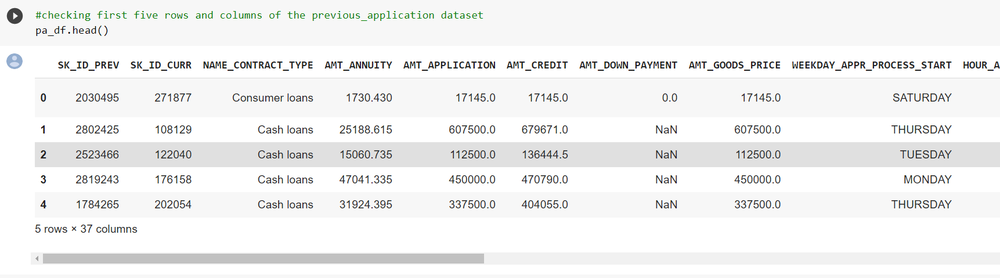 #checking first five rows and columns of the previous_application dataset
pa_df.head()
SK_ID_PREV SK_ID_CURR NAME_CONTRACT_TYPE AMT_ANNUITY AMT_APPLICATION AMT_CREDIT AMT_DOWN_PAYMENT AMT_GOODS_PRICE WEEKDAY_APPR_PROCESS_START HOUR_A
0 2030495 271877 Consumer loans 1730.430 17145.0 17145.0 0.0 17145.0 SATURDAY
1 2802425 108129 Cash loans 25188.615 607500.0 679671.0 NaN 607500.0 THURSDAY
2 2523466 122040 Cash loans 15060.735 112500.0 136444.5 NaN 112500.0 TUESDAY
3 2819243 176158 Cash loans 47041.335 450000.0 470790.0 NaN 450000.0 MONDAY
4 1784265 202054 Cash loans 31924.395 337500.0 404055.0 NaN 337500.0 THURSDAY
5 rows × 37 columns